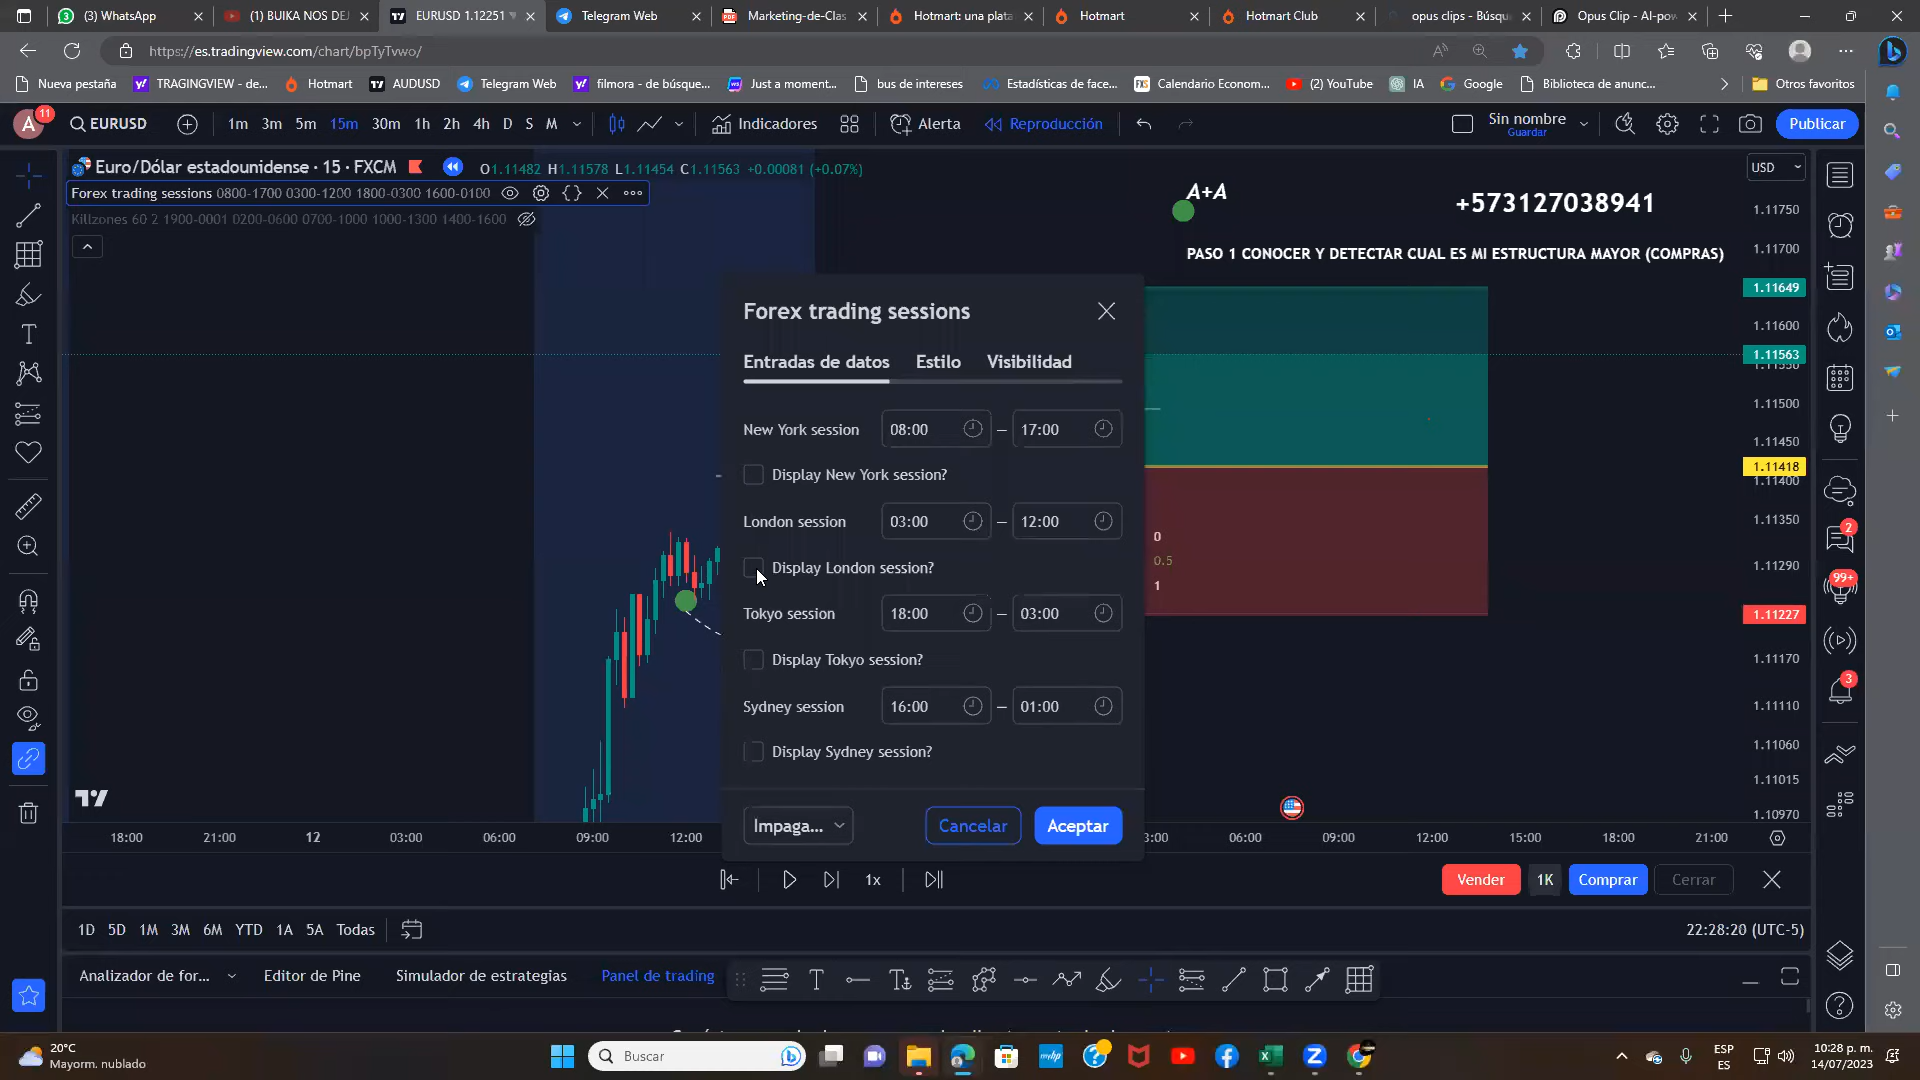 (3) WhatsApp
(1) BUIKA NOS DEJ
EURUSD 1.12251
Telegram Web
Marketing-de-Clas
Hotmart: una plata
Hotmart
Hotmart Club
opus clips - Búsqu
Opus Clip - AI-pow
https://es.tradingview.com/chart/bpTyTvwo/
Nueva pestaña
TRAGINGVIEW - de...
Hotmart
AUDUSD
Telegram Web
filmora - de búsque...
Just a moment...
bus de intereses
Estadísticas de face...
Calendario Econom...
(2) YouTube
IA
Google
Biblioteca de anunc...
Otros favoritos
A
11
EURUSD
1m 3m 5m 15m 30m 1h 2h 4h D S M
Indicadores
Alerta
Reproducción
Sin nombre
Guardar
Publicar
Euro/Dólar estadounidense · 15 · FXCM
O1.11482 H1.11578 L1.11454 C1.11563 +0.00081 (+0.07%)
Forex trading sessions 0800-1700 0300-1200 1800-0300 1600-0100
Killzones 60 2 1900-0001 0200-0600 0700-1000 1000-1300 1400-1600
A+A
+573127038941
PASO 1 CONOCER Y DETECTAR CUAL ES MI ESTRUCTURA MAYOR (COMPRAS)
USD
1.11750
1.11700
1.11649
1.11600
1.11563
1.11550
1.11500
1.11450
1.11418
1.11400
1.11350
1.11290
1.11227
1.11170
1.11110
1.11060
1.11015
1.10970
0
0.5
1
Forex trading sessions
Entradas de datos
Estilo
Visibilidad
New York session 08:00 – 17:00
Display New York session?
London session 03:00 – 12:00
Display London session?
Tokyo session 18:00 – 03:00
Display Tokyo session?
Sydney session 16:00 – 01:00
Display Sydney session?
Impaga...
Cancelar
Aceptar
18:00 21:00 12 03:00 06:00 09:00 12:00 3:00 06:00 09:00 12:00 15:00 18:00 21:00
1x
Vender
1K
Comprar
Cerrar
1D 5D 1M 3M 6M YTD 1A 5A Todas
22:28:20 (UTC-5)
Analizador de for...
Editor de Pine
Simulador de estrategias
Panel de trading
2
99+
3
20°C
Mayorm. nublado
Buscar
ESP
ES
10:28 p. m.
14/07/2023